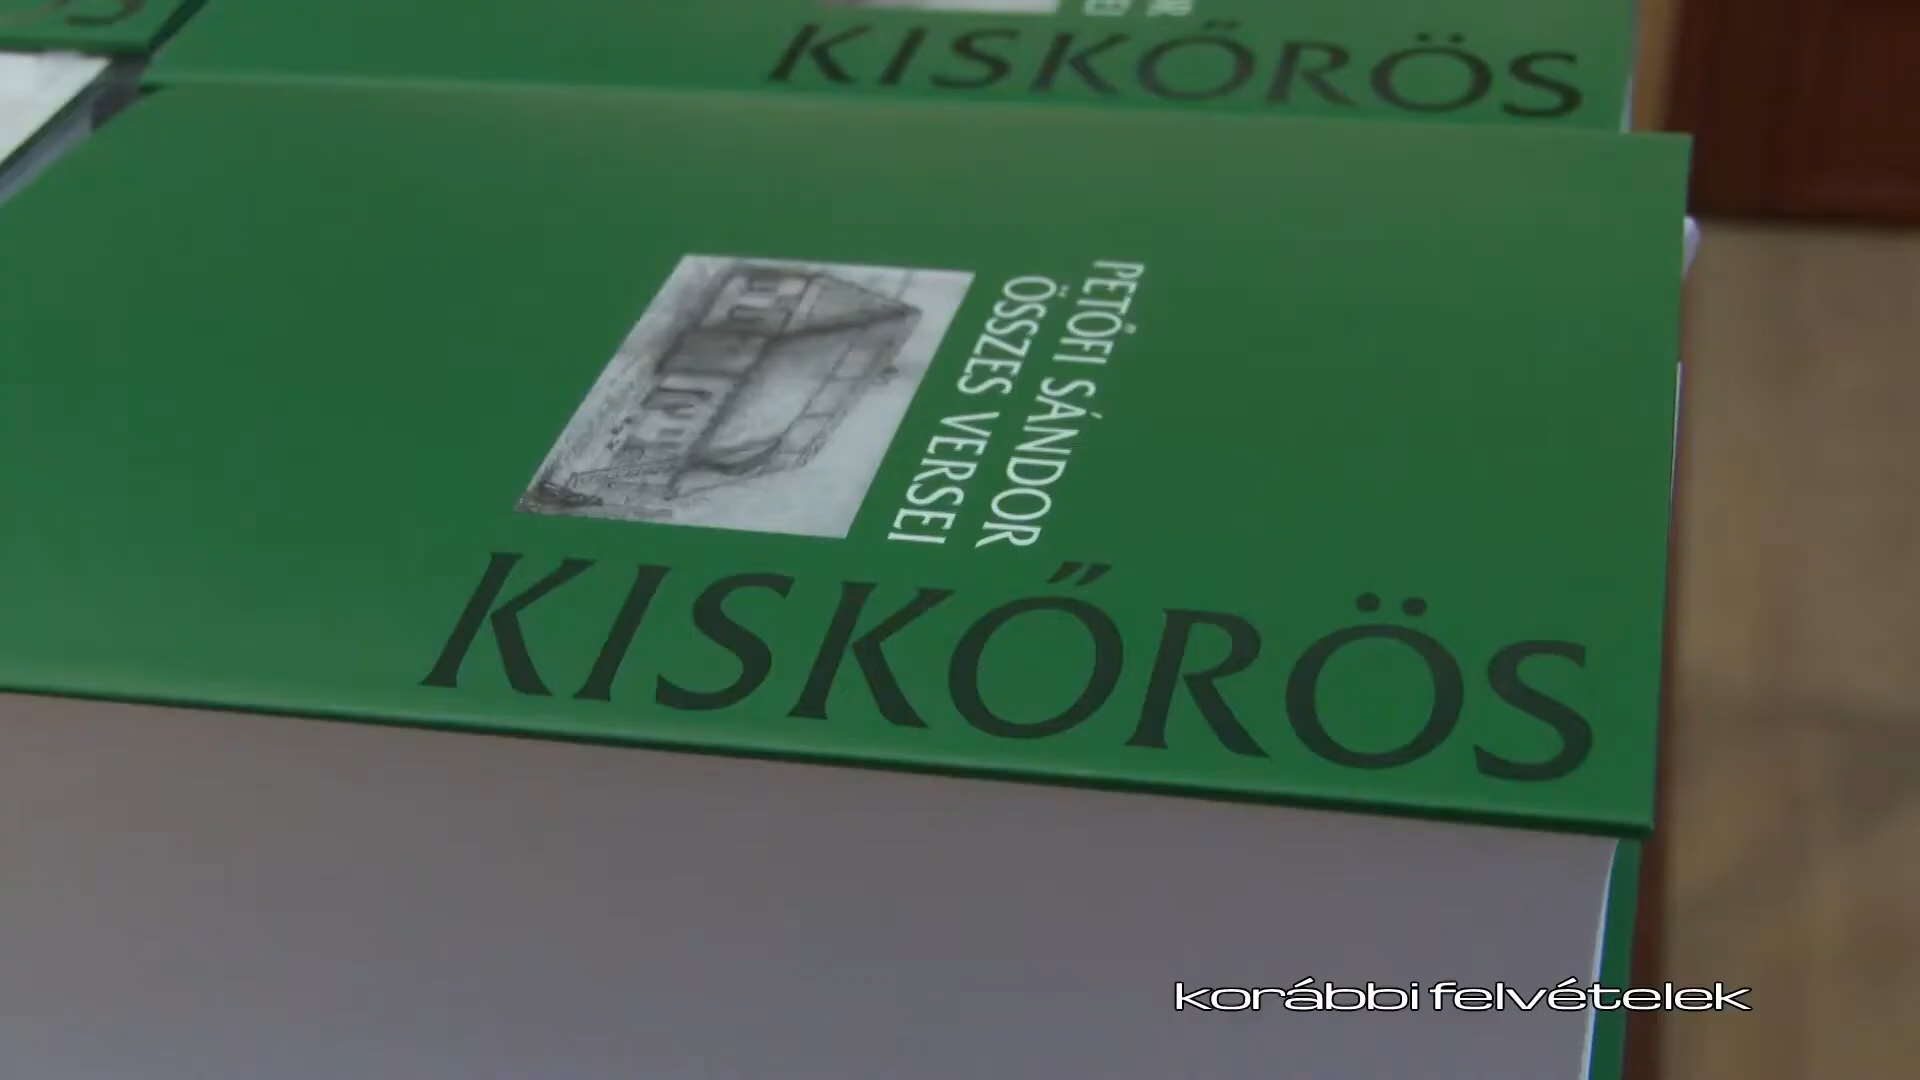 KISKŐRÖS
PETŐFI SÁNDOR
ÖSSZES VERSEI
KISKŐRÖS
korábbi felvételek